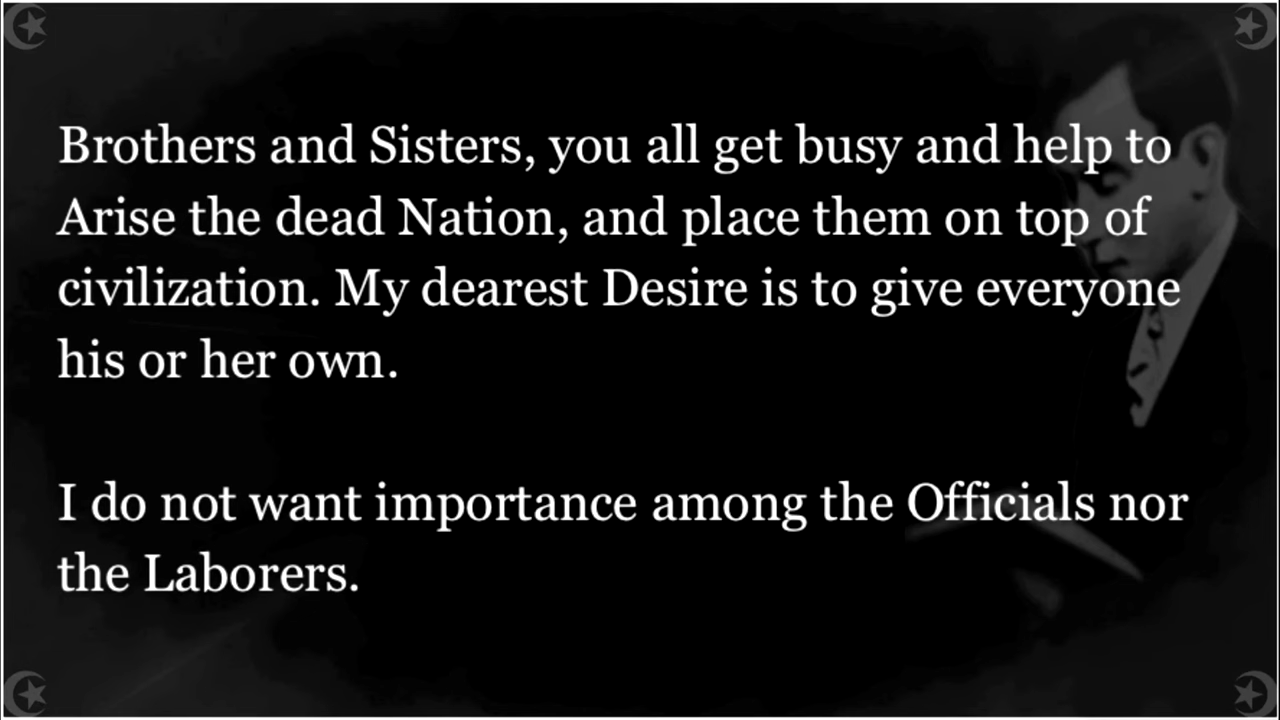 Brothers and Sisters, you all get busy and help to
Arise the dead Nation, and place them on top of
civilization. My dearest Desire is to give everyone
his or her own.
I do not want importance among the Officials nor
the Laborers.